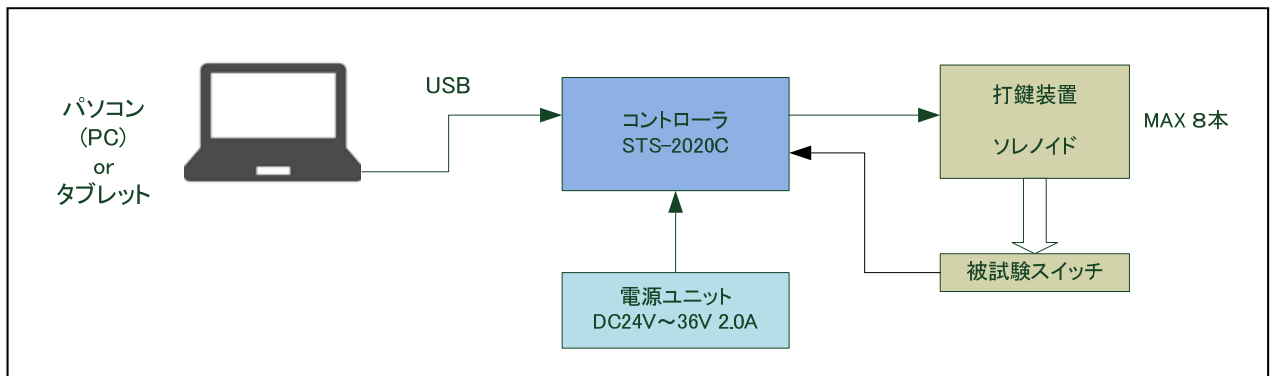 パソコン
(PC)
or
タブレット
USB
コントローラ
STS-2020C
電源ユニット
DC24V～36V 2.0A
打鍵装置
ソレノイド
MAX 8本
被試験スイッチ